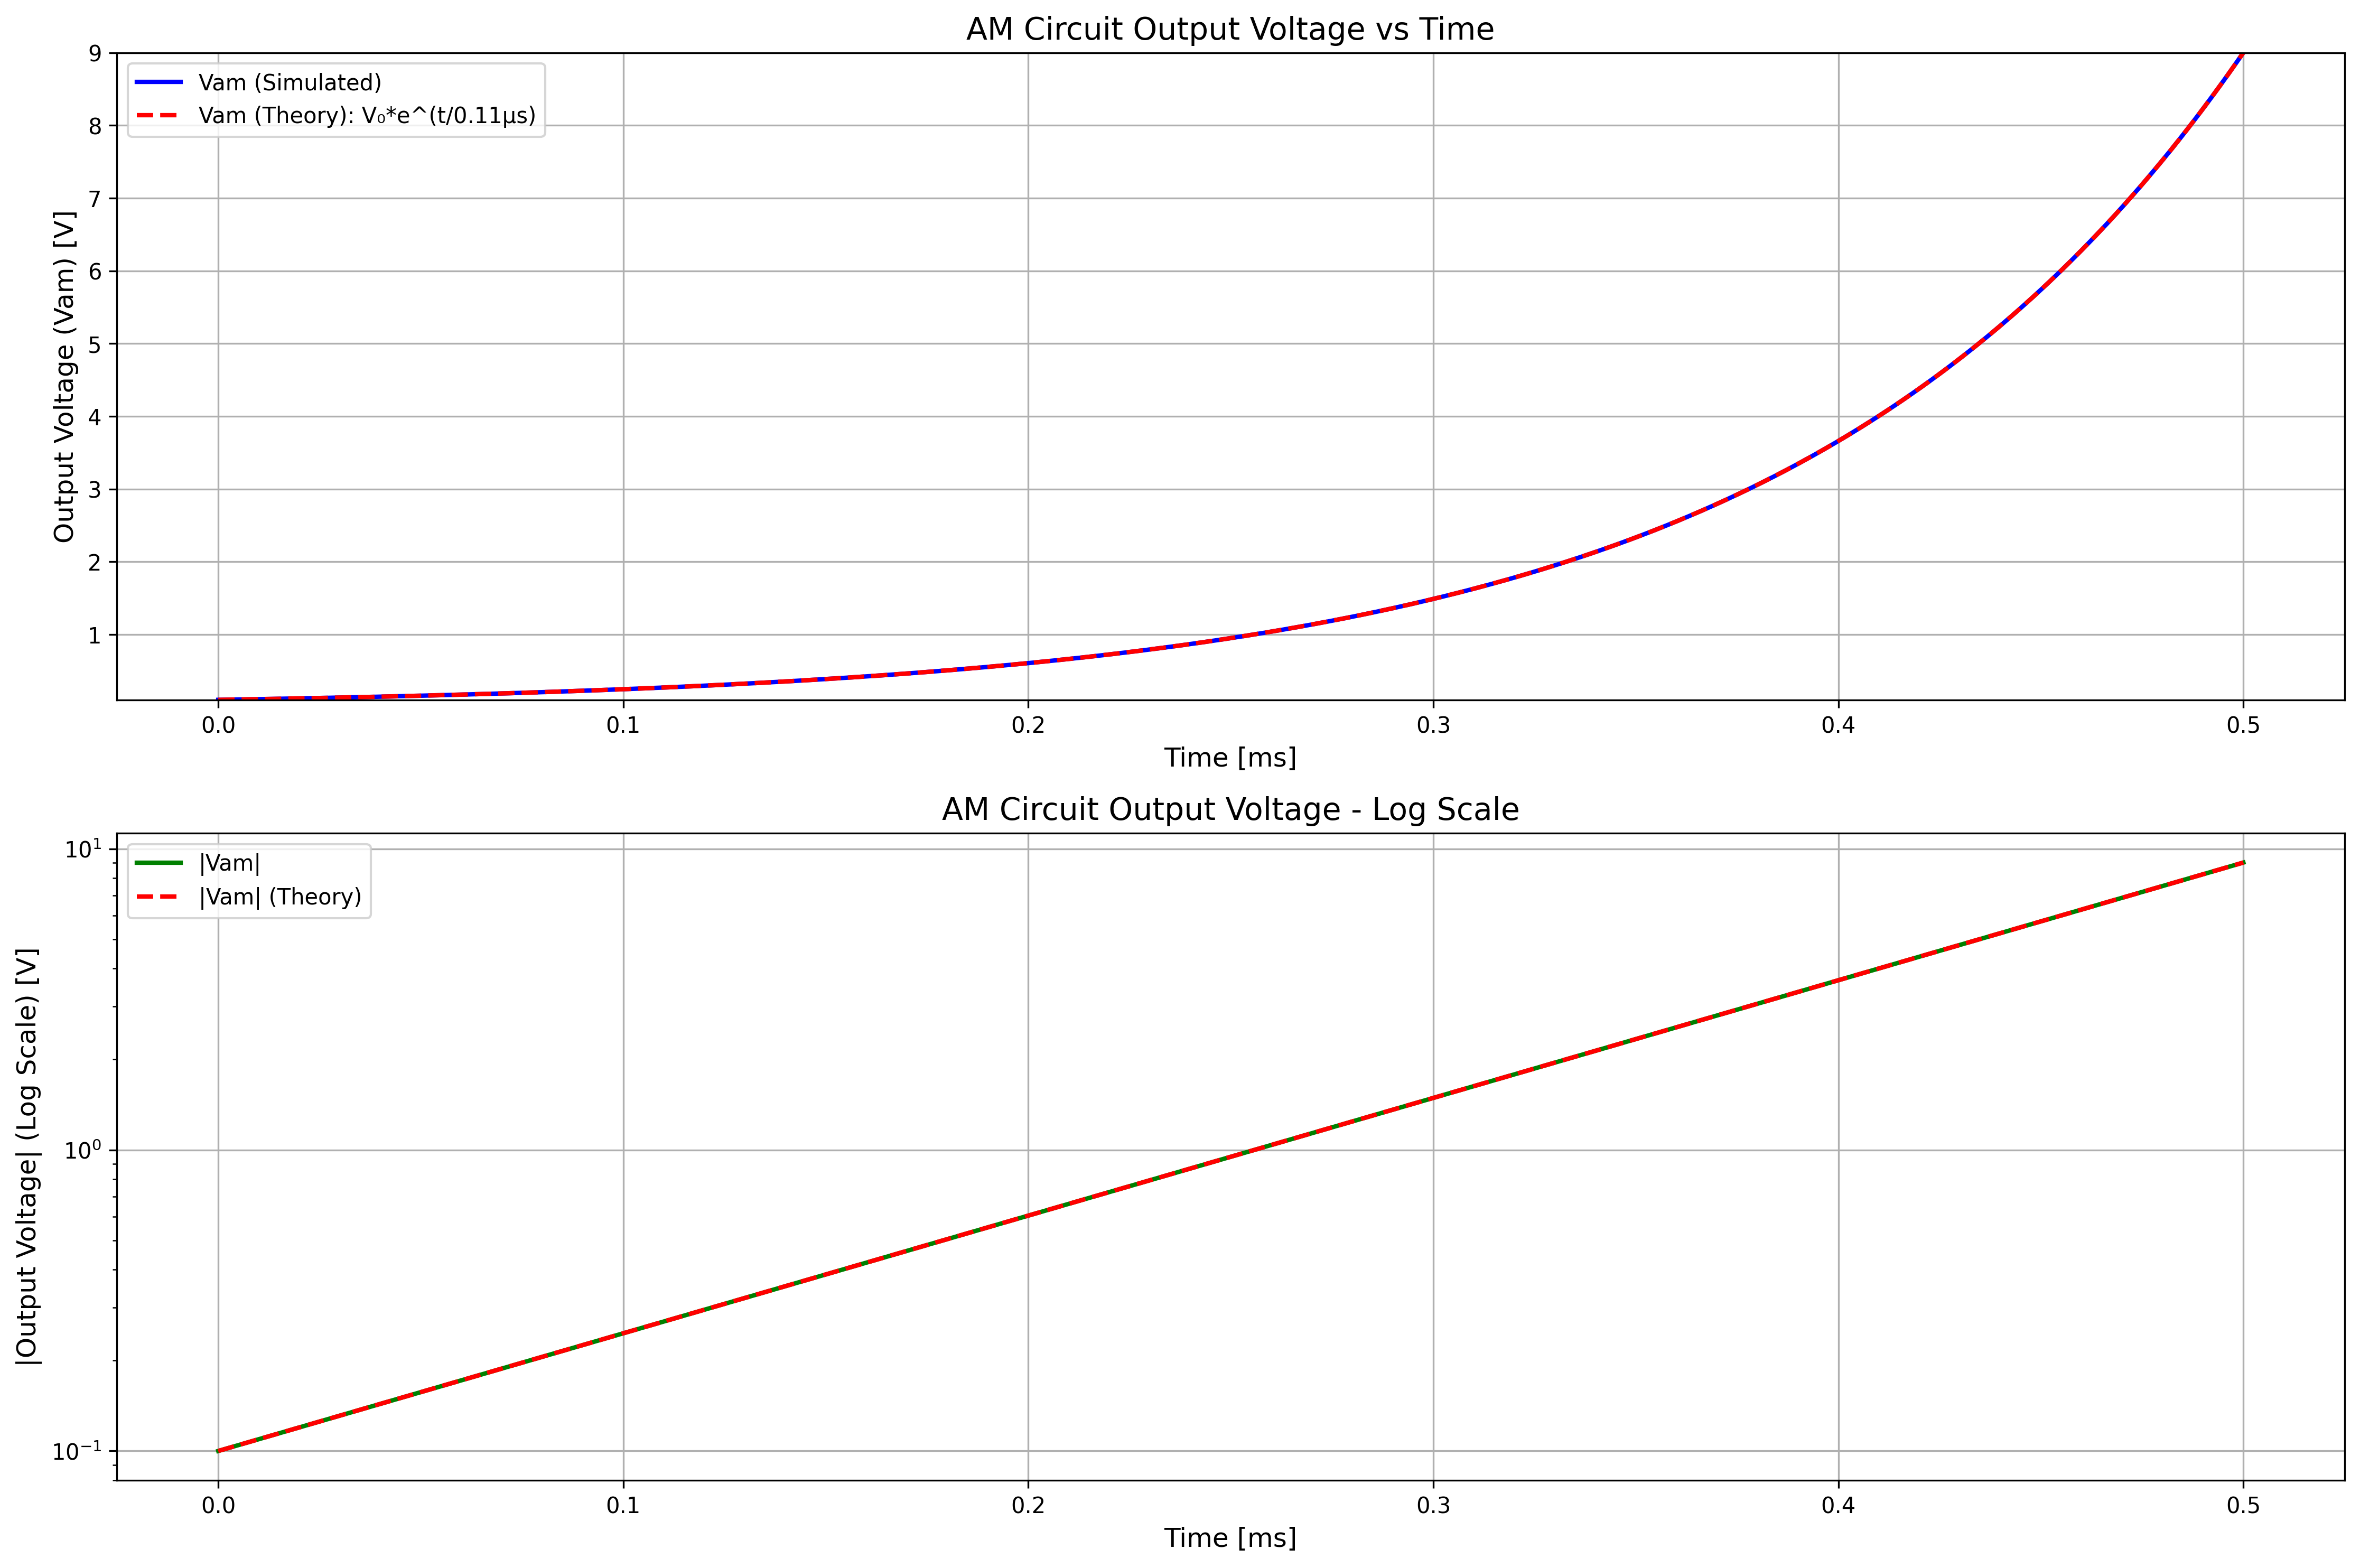 AM Circuit Output Voltage vs Time
Output Voltage (Vam) [V]
9
8
7
6
5
4
3
2
1
Vam (Simulated)
Vam (Theory): V₀*e^(t/0.11μs)
0.0 0.1 0.2 0.3 0.4 0.5
Time [ms]
AM Circuit Output Voltage - Log Scale
|Output Voltage| (Log Scale) [V]
10¹
10⁰
10⁻¹
|Vam|
|Vam| (Theory)
0.0 0.1 0.2 0.3 0.4 0.5
Time [ms]